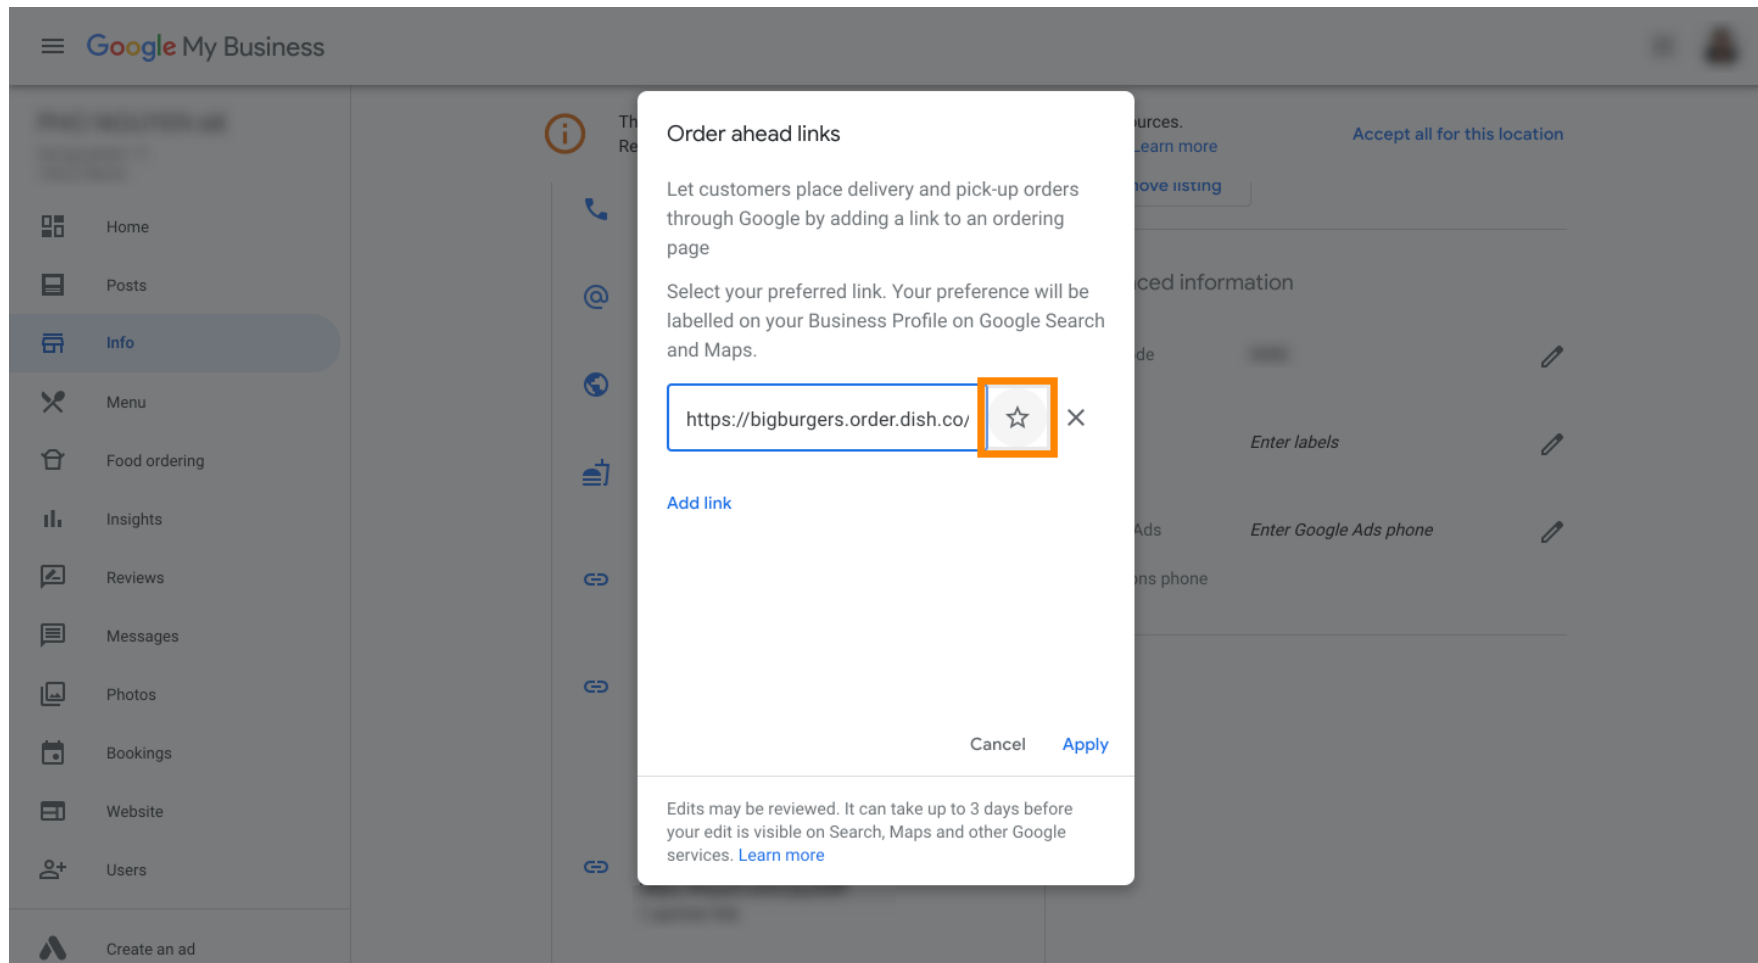 Google My Business
Home
Posts
Info
Menu
Food ordering
Insights
Reviews
Messages
Photos
Bookings
Website
Users
Create an ad
Th
Re
urces.
Learn more
Accept all for this location
ove listing
ced information
de
Enter labels
Ads
Enter Google Ads phone
ons phone
Order ahead links
Let customers place delivery and pick-up orders
through Google by adding a link to an ordering
page
Select your preferred link. Your preference will be
labelled on your Business Profile on Google Search
and Maps.
https://bigburgers.order.dish.co/
Add link
Cancel
Apply
Edits may be reviewed. It can take up to 3 days before
your edit is visible on Search, Maps and other Google
services. Learn more